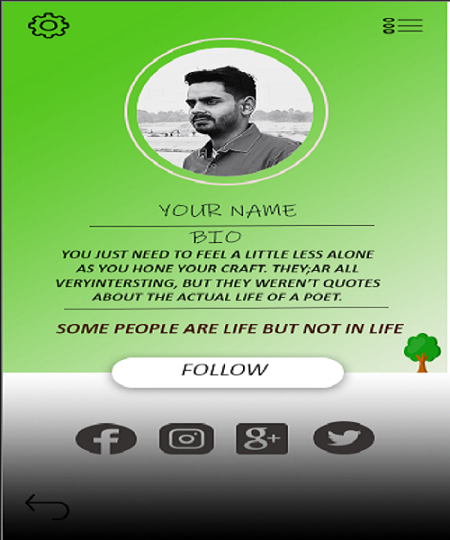 YOUR NAME
BIO
YOU JUST NEED TO FEEL A LITTLE LESS ALONE
AS YOU HONE YOUR CRAFT. THEY;AR ALL
VERYINTERSTING, BUT THEY WEREN'T QUOTES
ABOUT THE ACTUAL LIFE OF A POET.
SOME PEOPLE ARE LIFE BUT NOT IN LIFE
FOLLOW
f
g+